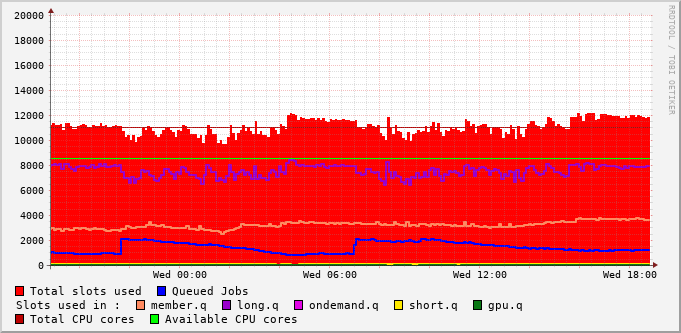 20000
18000
16000
14000
12000
10000
8000
6000
4000
2000
0
Wed 00:00 Wed 06:00 Wed 12:00 Wed 18:00
Total slots used Queued Jobs
Slots used in : member.q long.q ondemand.q short.q gpu.q
Total CPU cores Available CPU cores
RRDTOOL / TOBI OETIKER